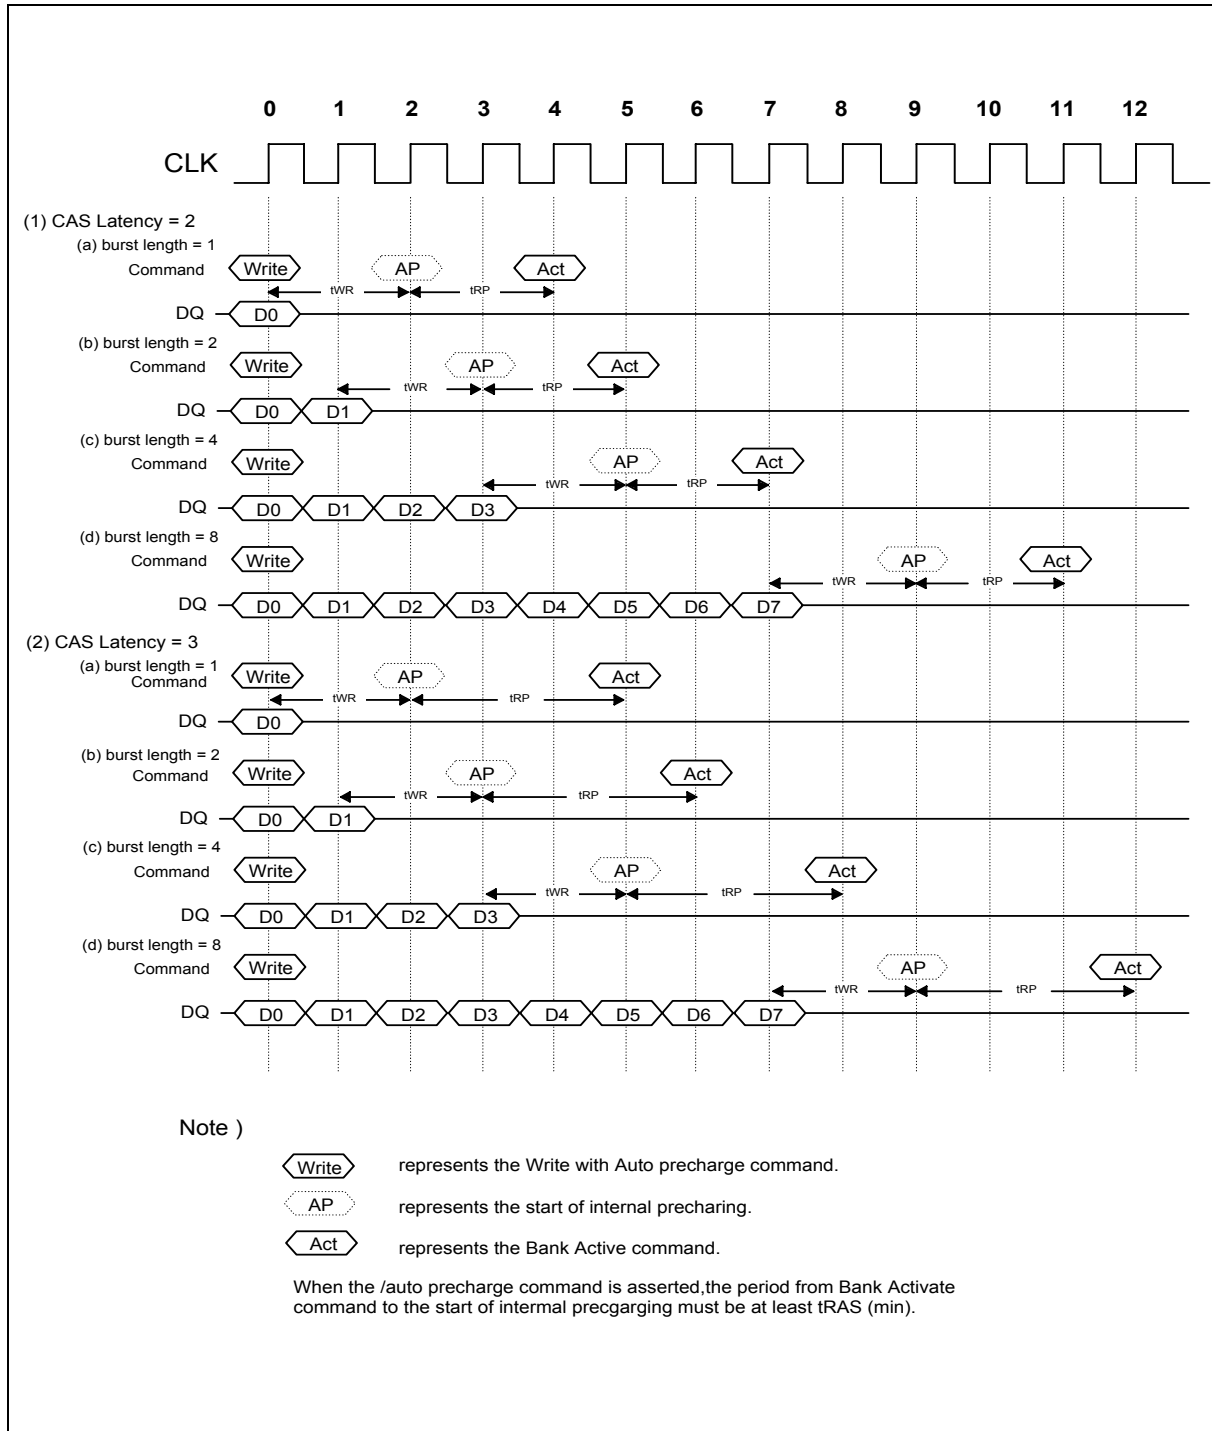 0 1 2 3 4 5 6 7 8 9 10 11 12
CLK
(1) CAS Latency = 2
(a) burst length = 1
Command Write AP Act
tWR tRP
DQ D0
(b) burst length = 2
Command Write AP Act
tWR tRP
DQ D0 D1
(c) burst length = 4
Command Write AP Act
tWR tRP
DQ D0 D1 D2 D3
(d) burst length = 8
Command Write AP Act
tWR tRP
DQ D0 D1 D2 D3 D4 D5 D6 D7
(2) CAS Latency = 3
(a) burst length = 1
Command Write AP Act
tWR tRP
DQ D0
(b) burst length = 2
Command Write AP Act
tWR tRP
DQ D0 D1
(c) burst length = 4
Command Write AP Act
tWR tRP
DQ D0 D1 D2 D3
(d) burst length = 8
Command Write AP Act
tWR tRP
DQ D0 D1 D2 D3 D4 D5 D6 D7
Note )
Write represents the Write with Auto precharge command.
AP represents the start of internal precharing.
Act represents the Bank Active command.
When the /auto precharge command is asserted,the period from Bank Activate
command to the start of intermal precgarging must be at least tRAS (min).